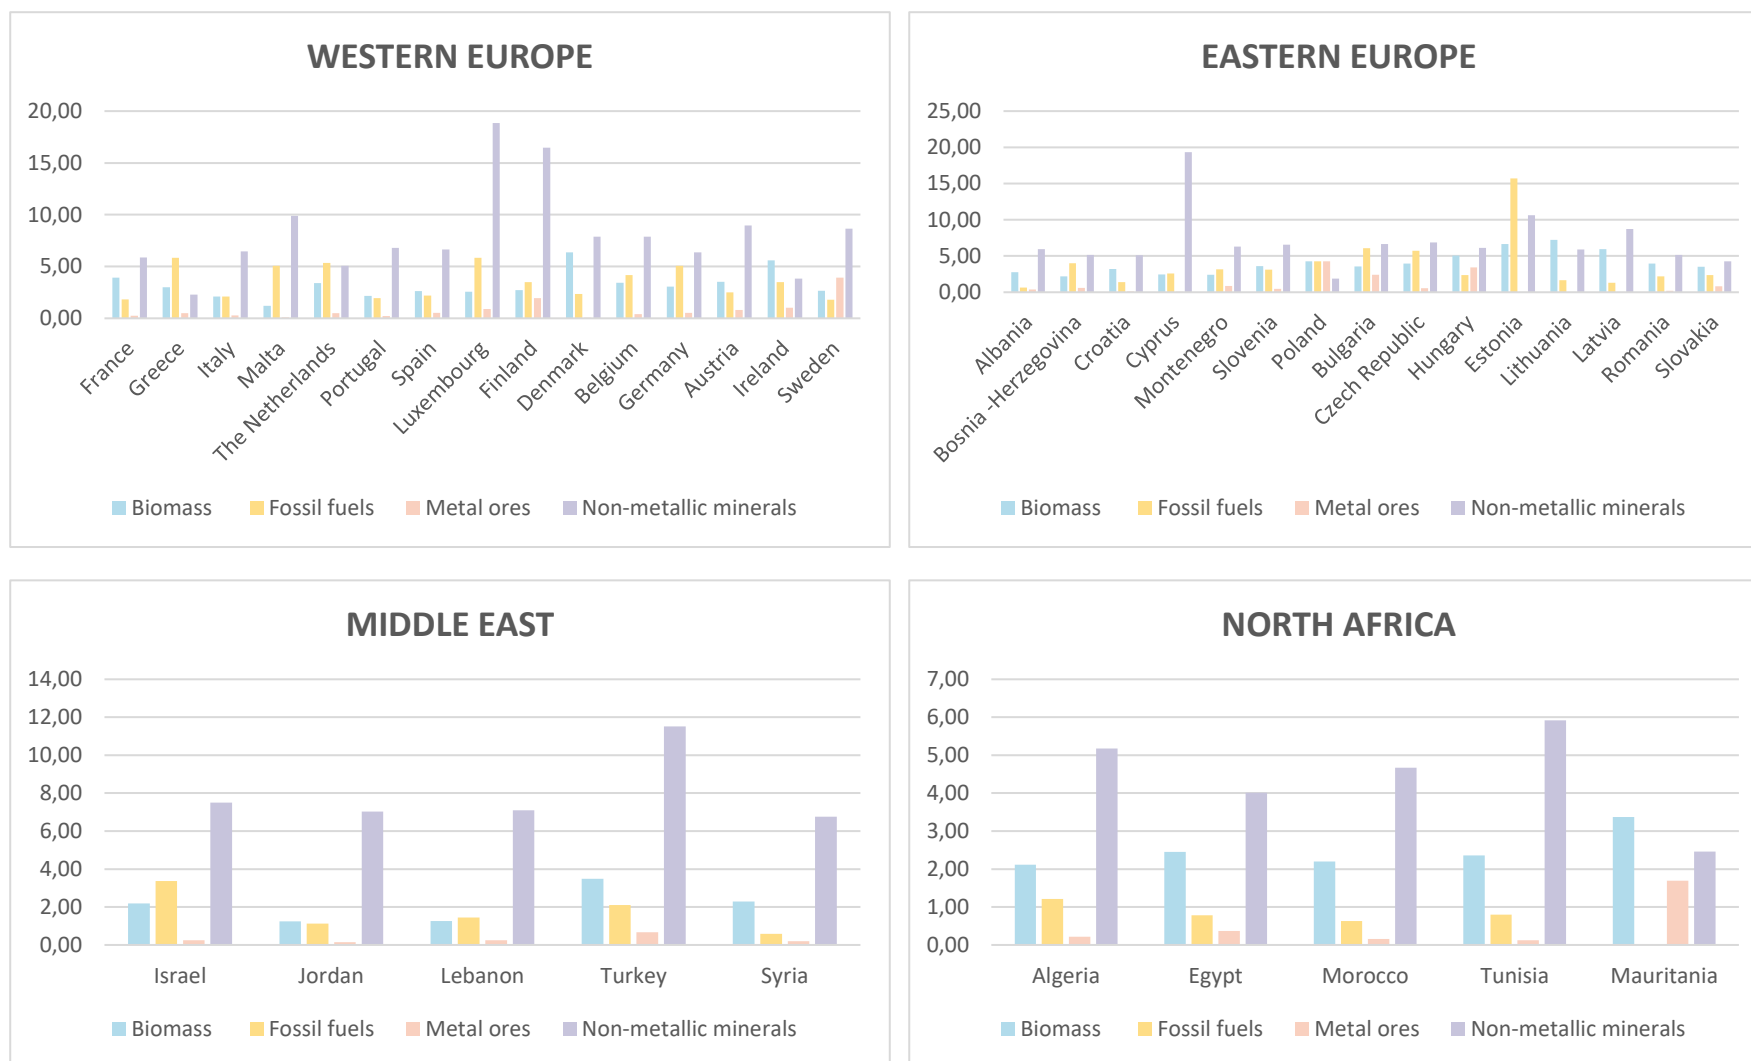 WESTERN EUROPE
20,00
15,00
10,00
5,00
0,00
France
Greece
Italy
Malta
The Netherlands
Portugal
Spain
Luxembourg
Finland
Denmark
Belgium
Germany
Austria
Ireland
Sweden
Biomass Fossil fuels Metal ores Non-metallic minerals
EASTERN EUROPE
25,00
20,00
15,00
10,00
5,00
0,00
Albania
Bosnia -Herzegovina
Croatia
Cyprus
Montenegro
Slovenia
Poland
Bulgaria
Czech Republic
Hungary
Estonia
Lithuania
Latvia
Romania
Slovakia
Biomass Fossil fuels Metal ores Non-metallic minerals
MIDDLE EAST
14,00
12,00
10,00
8,00
6,00
4,00
2,00
0,00
Israel Jordan Lebanon Turkey Syria
Biomass Fossil fuels Metal ores Non-metallic minerals
NORTH AFRICA
7,00
6,00
5,00
4,00
3,00
2,00
1,00
0,00
Algeria Egypt Morocco Tunisia Mauritania
Biomass Fossil fuels Metal ores Non-metallic minerals